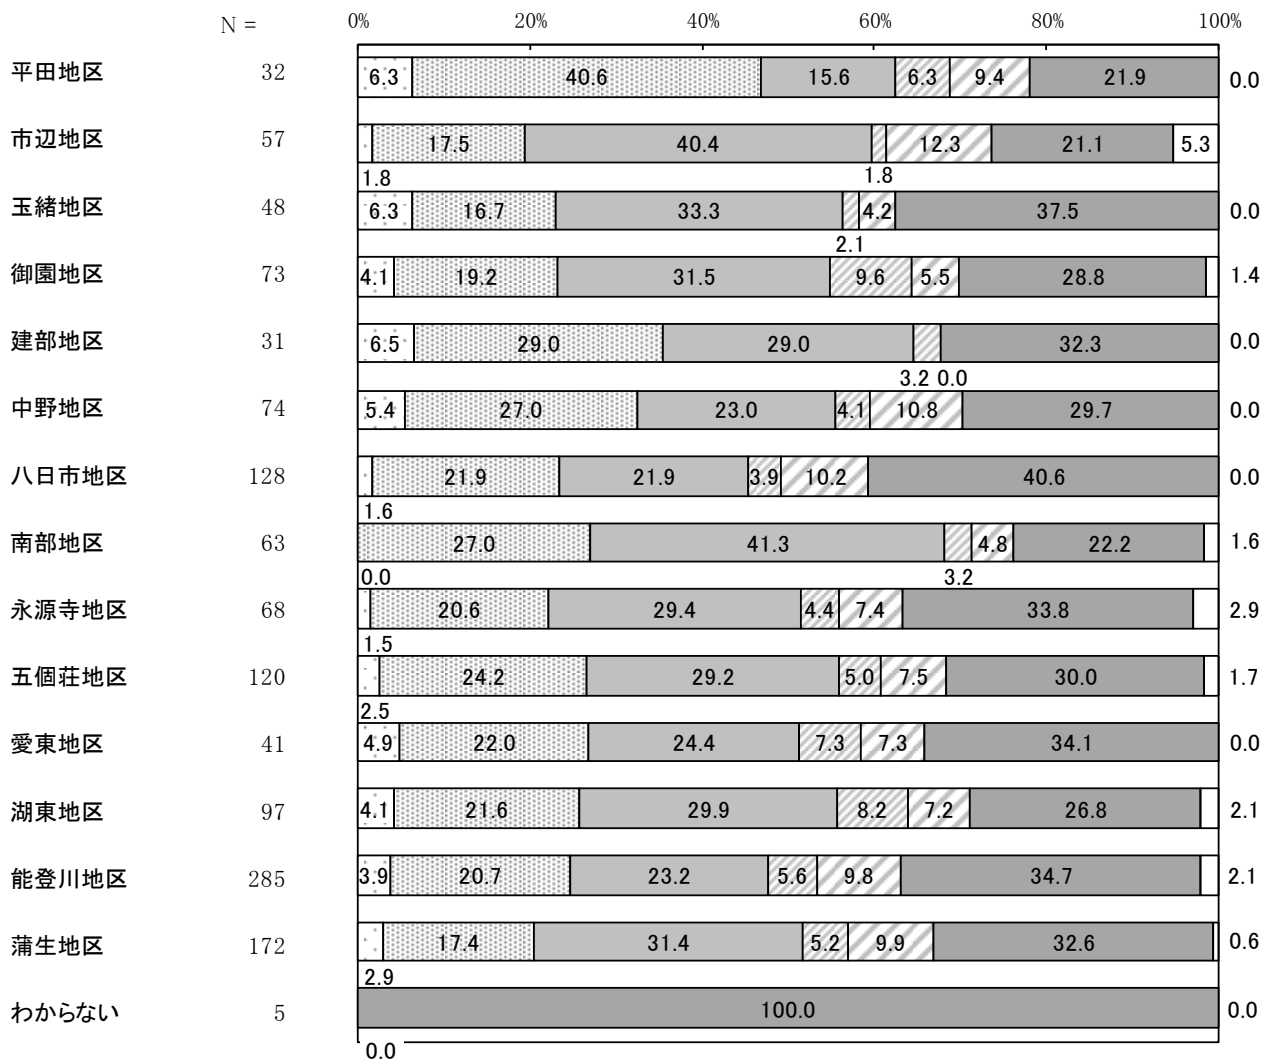 N = 0% 20% 40% 60% 80% 100%
平田地区 32 6.3 40.6 15.6 6.3 9.4 21.9 0.0
市辺地区 57 17.5 40.4 12.3 21.1 5.3
1.8 1.8
玉緒地区 48 6.3 16.7 33.3 4.2 37.5 0.0
2.1
御園地区 73 4.1 19.2 31.5 9.6 5.5 28.8 1.4
建部地区 31 6.5 29.0 29.0 32.3 0.0
3.2 0.0
中野地区 74 5.4 27.0 23.0 4.1 10.8 29.7 0.0
八日市地区 128 21.9 21.9 3.9 10.2 40.6 0.0
1.6
南部地区 63 27.0 41.3 4.8 22.2 1.6
0.0 3.2
永源寺地区 68 20.6 29.4 4.4 7.4 33.8 2.9
1.5
五個荘地区 120 24.2 29.2 5.0 7.5 30.0 1.7
2.5
愛東地区 41 4.9 22.0 24.4 7.3 7.3 34.1 0.0
湖東地区 97 4.1 21.6 29.9 8.2 7.2 26.8 2.1
能登川地区 285 3.9 20.7 23.2 5.6 9.8 34.7 2.1
蒲生地区 172 17.4 31.4 5.2 9.9 32.6 0.6
2.9
わからない 5 100.0 0.0
0.0